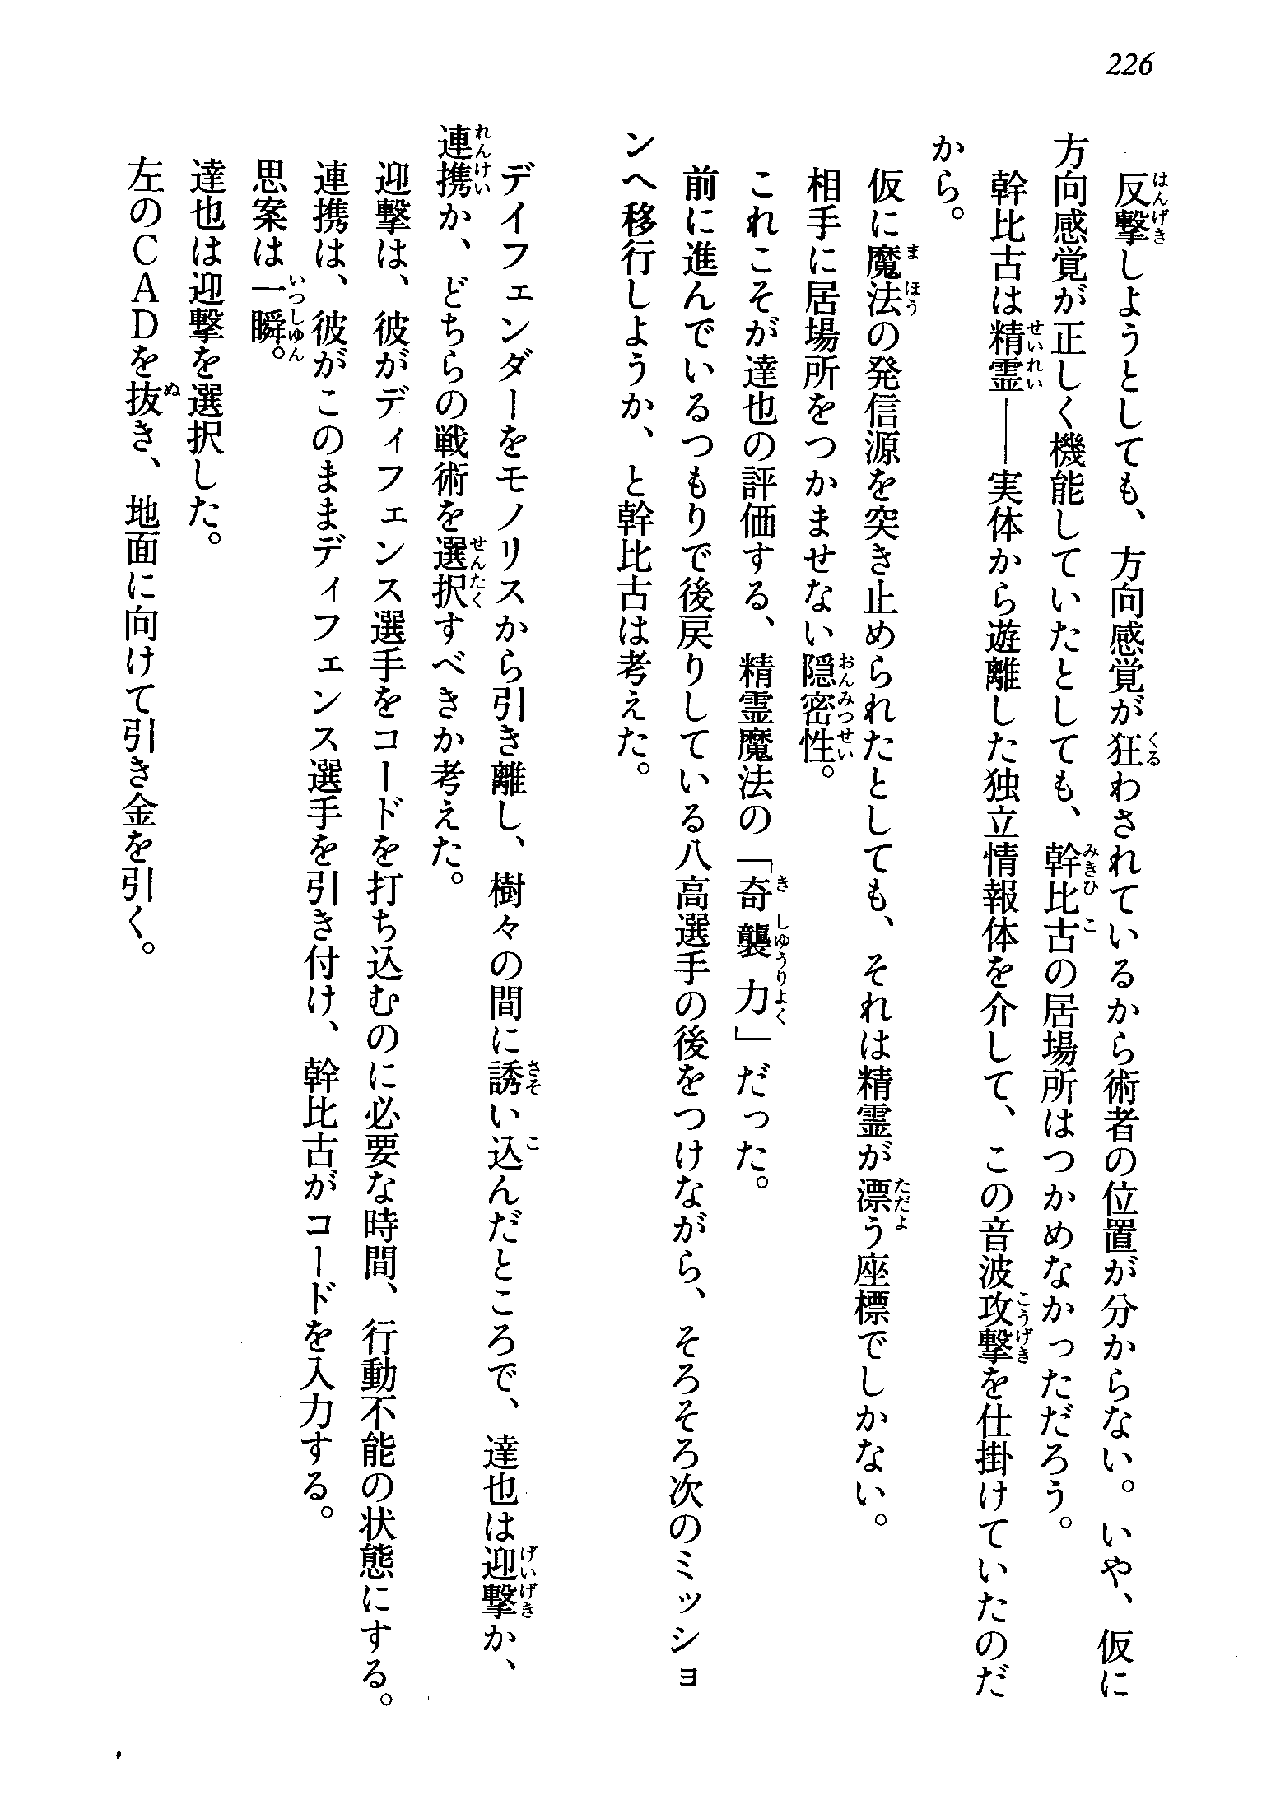 226
反撃しようとしても、方向感覚が狂わされているから術者の位置が分からない。いや、仮に
方向感覚が正しく機能していたとしても、幹比古の居場所はつかめなかっただろう。
幹比古は精霊――実体から遊離した独立情報体を介して、この音波攻撃を仕掛けていたのだ
から。
仮に魔法の発信源を突き止められたとしても、それは精霊が漂う座標でしかない。
相手に居場所をつかませない隠密性。
これこそが達也の評価する、精霊魔法の「奇襲力」だった。
前に進んでいるつもりで後戻りしている八高選手の後をつけながら、そろそろ次のミッショ
ンへ移行しようか、と幹比古は考えた。
デイフェンダーをモノリスから引き離し、樹々の間に誘い込んだところで、達也は迎撃か、
連携か、どちらの戦術を選択すべきか考えた。
迎撃は、彼がディフェンス選手をコードを打ち込むのに必要な時間、行動不能の状態にする。
連携は、彼がこのままディフェンス選手を引き付け、幹比古がコードを入力する。
思案は一瞬。
達也は迎撃を選択した。
左のCADを抜き、地面に向けて引き金を引く。